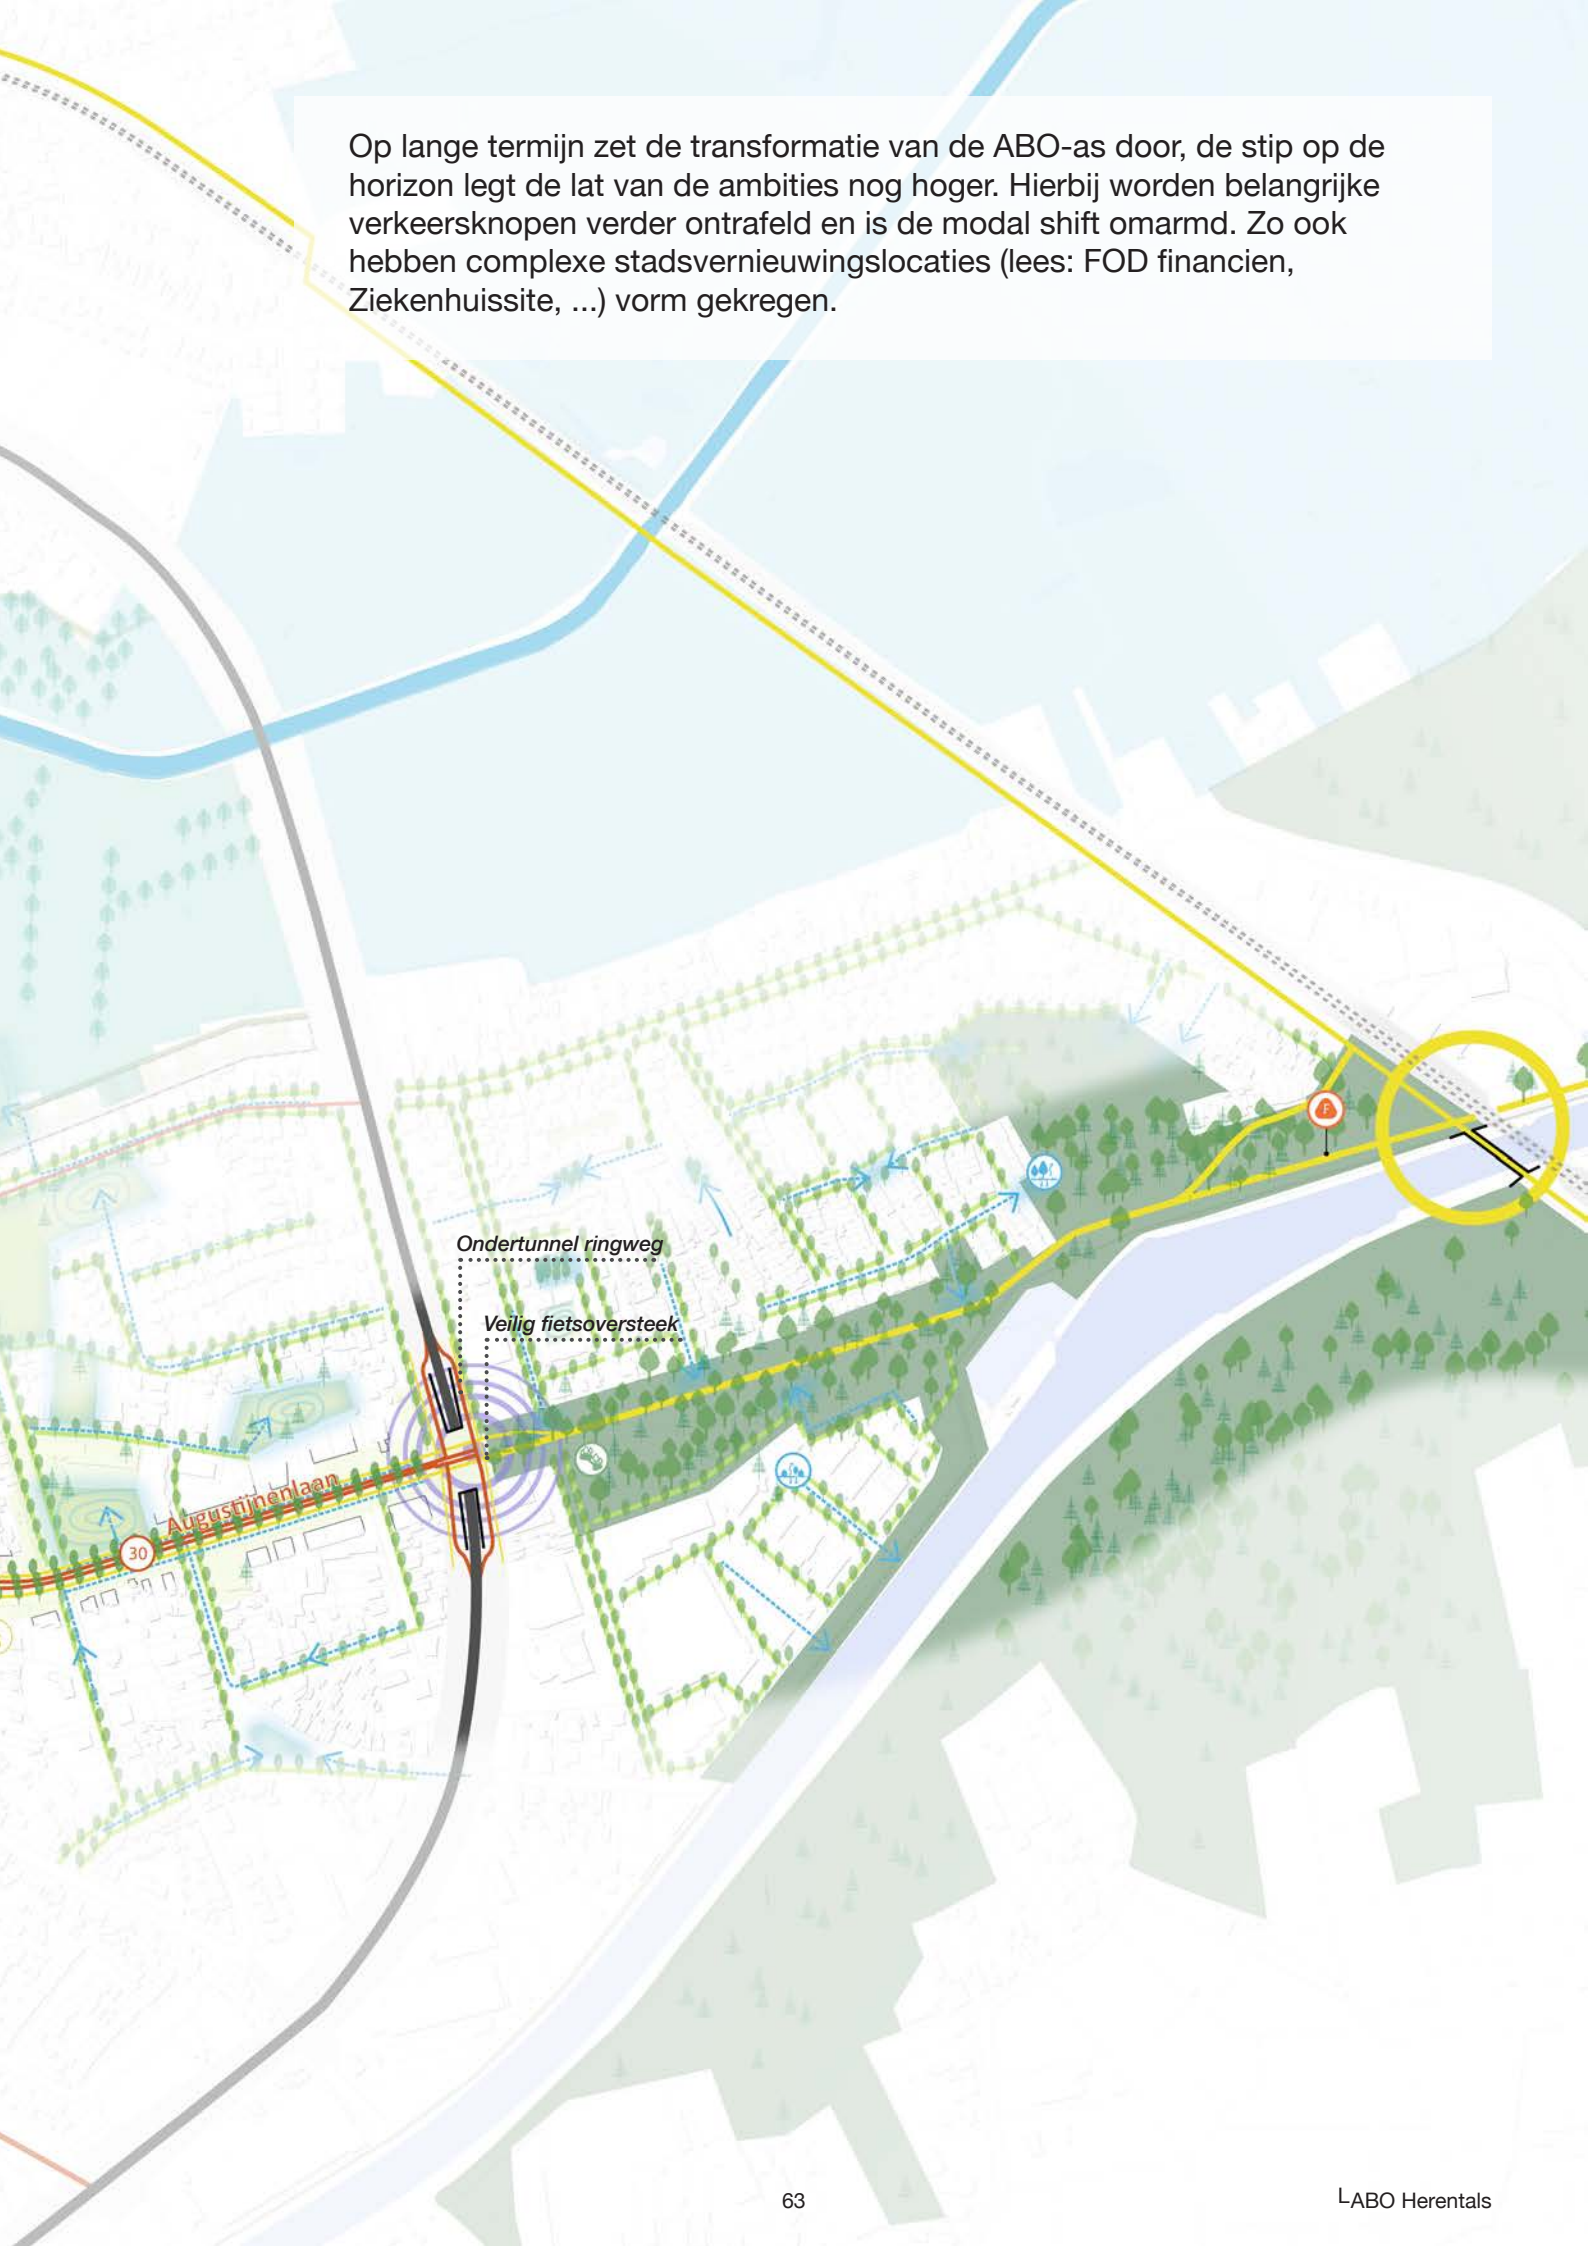 Op lange termijn zet de transformatie van de ABO-as door, de stip op de
horizon legt de lat van de ambities nog hoger. Hierbij worden belangrijke
verkeersknopen verder ontrafeld en is de modal shift omarmd. Zo ook
hebben complexe stadsvernieuwingslocaties (lees: FOD financien,
Ziekenhuissite, ...) vorm gekregen.
F
Ondertunnel ringweg
Veilig fietsoversteek
Augustijnenlaan
30
63
LABO Herentals